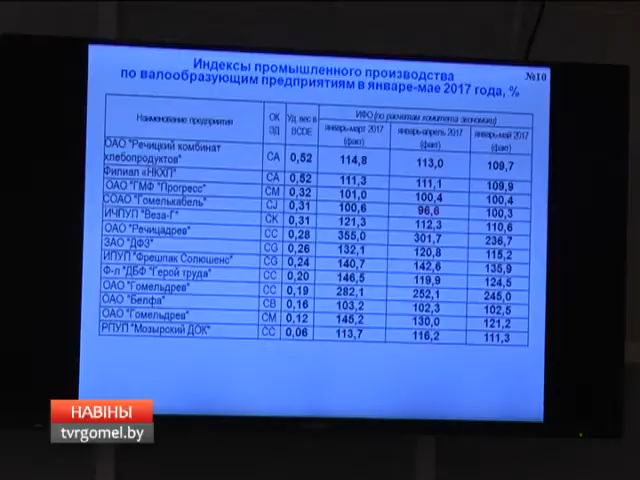 Индексы промышленного производства
по валообразующим предприятиям в январе-мае 2017 года, %
№10
Наименование предприятия ОК ЭД Уд. вес в BCDE ИФО (по расчетам комитета экономики)
январь-март 2017 (факт) январь-апрель 2017 (факт) январь-май 2017 (факт)
ОАО "Речицкий комбинат хлебопродуктов" CA 0,52 114,8 113,0 109,7
Филиал «НКХП" CA 0,52 111,3 111,1 109,9
ОАО "ГМФ "Прогресс" CM 0,32 101,0 100,4 100,4
СОАО "Гомелькабель" CJ 0,31 100,6 96,6 100,3
ИЧПУП "Веза-Г" CK 0,31 121,3 112,3 110,6
ОАО "Речицадрев" CC 0,28 355,0 301,7 236,7
ЗАО "ДФЗ" CG 0,26 132,1 120,8 115,2
ИПУП "Фрешпак Солюшенс" CG 0,24 140,7 142,6 135,9
Ф-л "ДБФ "Герой труда" CC 0,20 146,5 119,9 124,5
ОАО "Гомельдрев" CC 0,19 282,1 252,1 245,0
ОАО "Белфа" CB 0,16 103,2 102,3 102,5
ОАО "Гомельдрев" CM 0,12 145,2 130,0 121,2
РПУП "Мозырский ДОК" CC 0,06 113,7 116,2 111,3
НАВІНЫ
tvrgomel.by